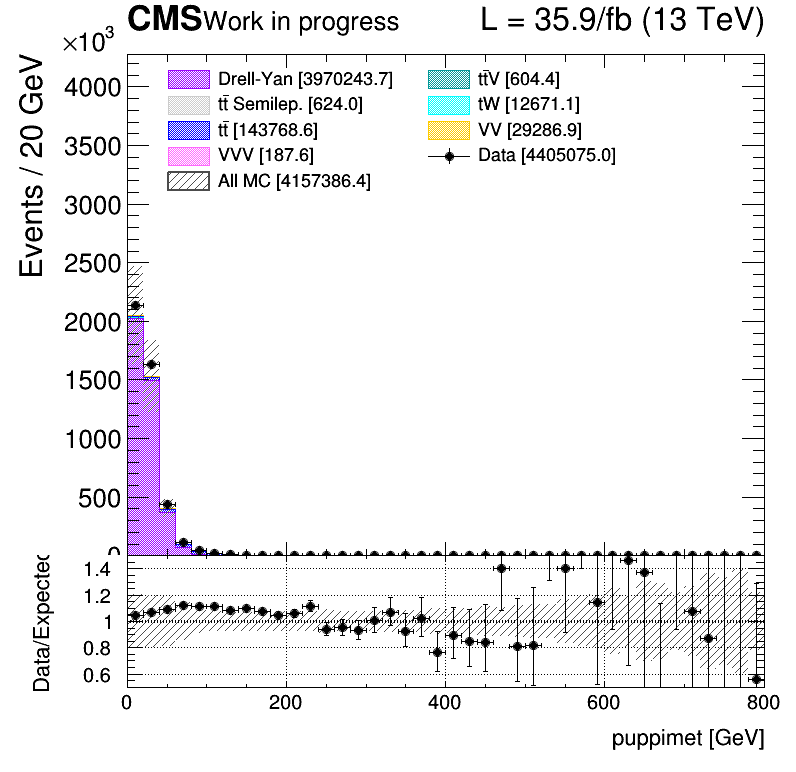 CMS Work in progress L = 35.9/fb (13 TeV)
×10³
Events / 20 GeV
4000
3500
3000
2500
2000
1500
1000
500
0
Drell-Yan [3970243.7]
tt̄ Semilep. [624.0]
tt̄ [143768.6]
VVV [187.6]
All MC [4157386.4]
tt̄V [604.4]
tW [12671.1]
VV [29286.9]
Data [4405075.0]
Data/Expected
1.4
1.2
1
0.8
0.6
0 200 400 600 800
puppimet [GeV]